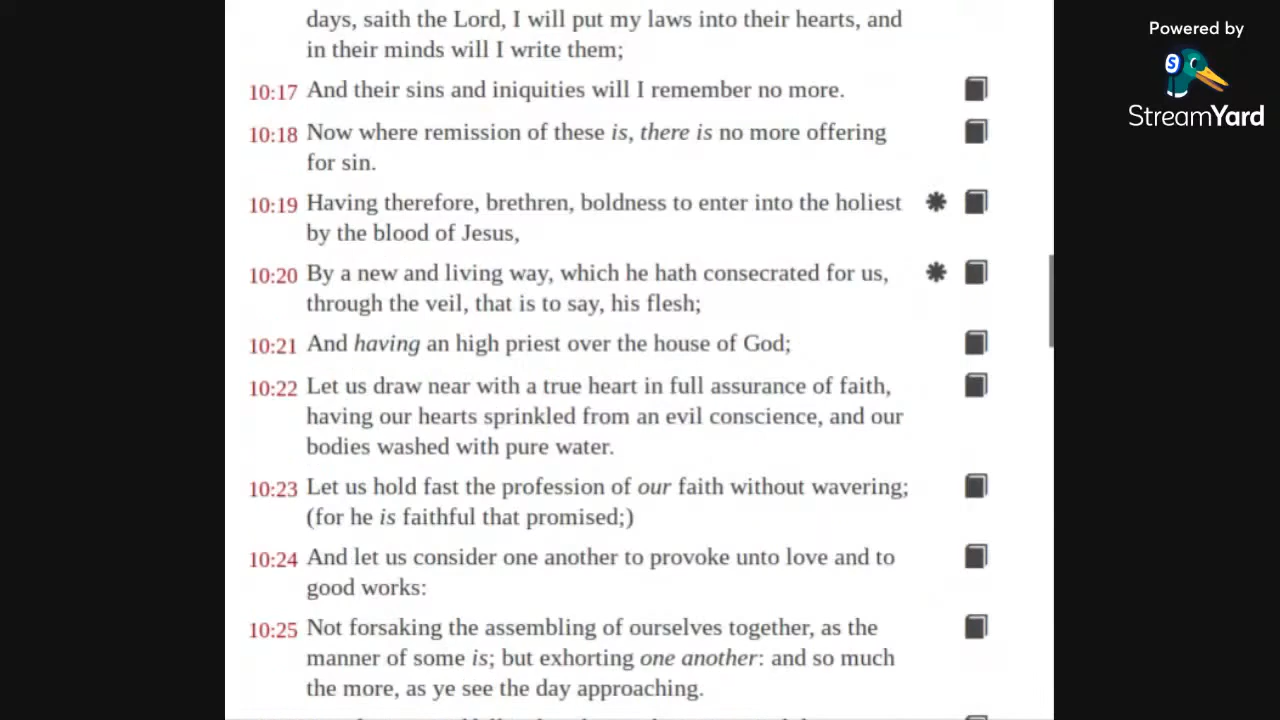 days, saith the Lord, I will put my laws into their hearts, and
in their minds will I write them;
10:17 And their sins and iniquities will I remember no more.
10:18 Now where remission of these is, there is no more offering
for sin.
10:19 Having therefore, brethren, boldness to enter into the holiest
by the blood of Jesus,
10:20 By a new and living way, which he hath consecrated for us,
through the veil, that is to say, his flesh;
10:21 And having an high priest over the house of God;
10:22 Let us draw near with a true heart in full assurance of faith,
having our hearts sprinkled from an evil conscience, and our
bodies washed with pure water.
10:23 Let us hold fast the profession of our faith without wavering;
(for he is faithful that promised;)
10:24 And let us consider one another to provoke unto love and to
good works:
10:25 Not forsaking the assembling of ourselves together, as the
manner of some is; but exhorting one another: and so much
the more, as ye see the day approaching.
Powered by
S
StreamYard